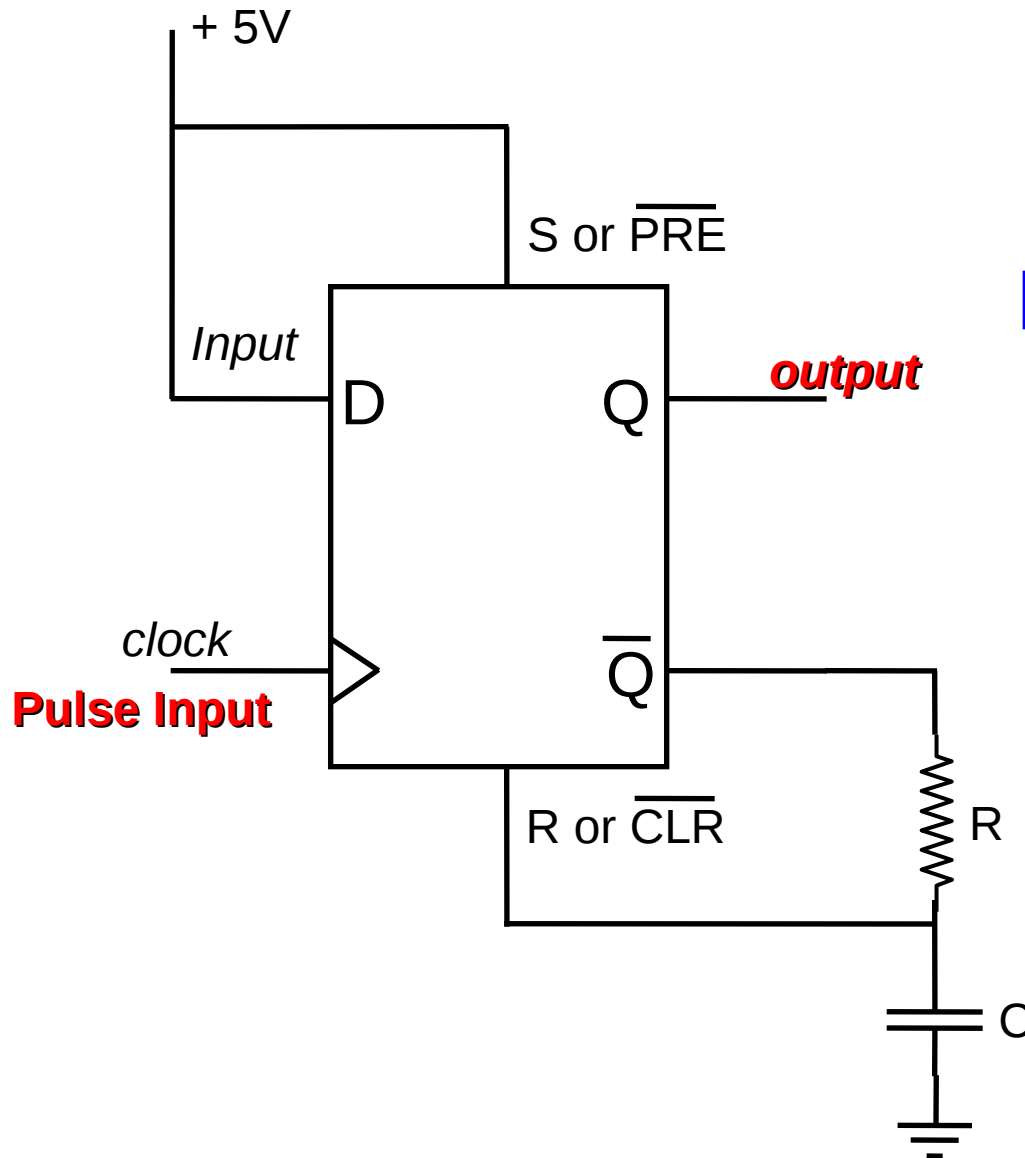 + 5V
S or PRE
Input
output
D
Q
clock
Pulse Input
Q
R or CLR
R
C